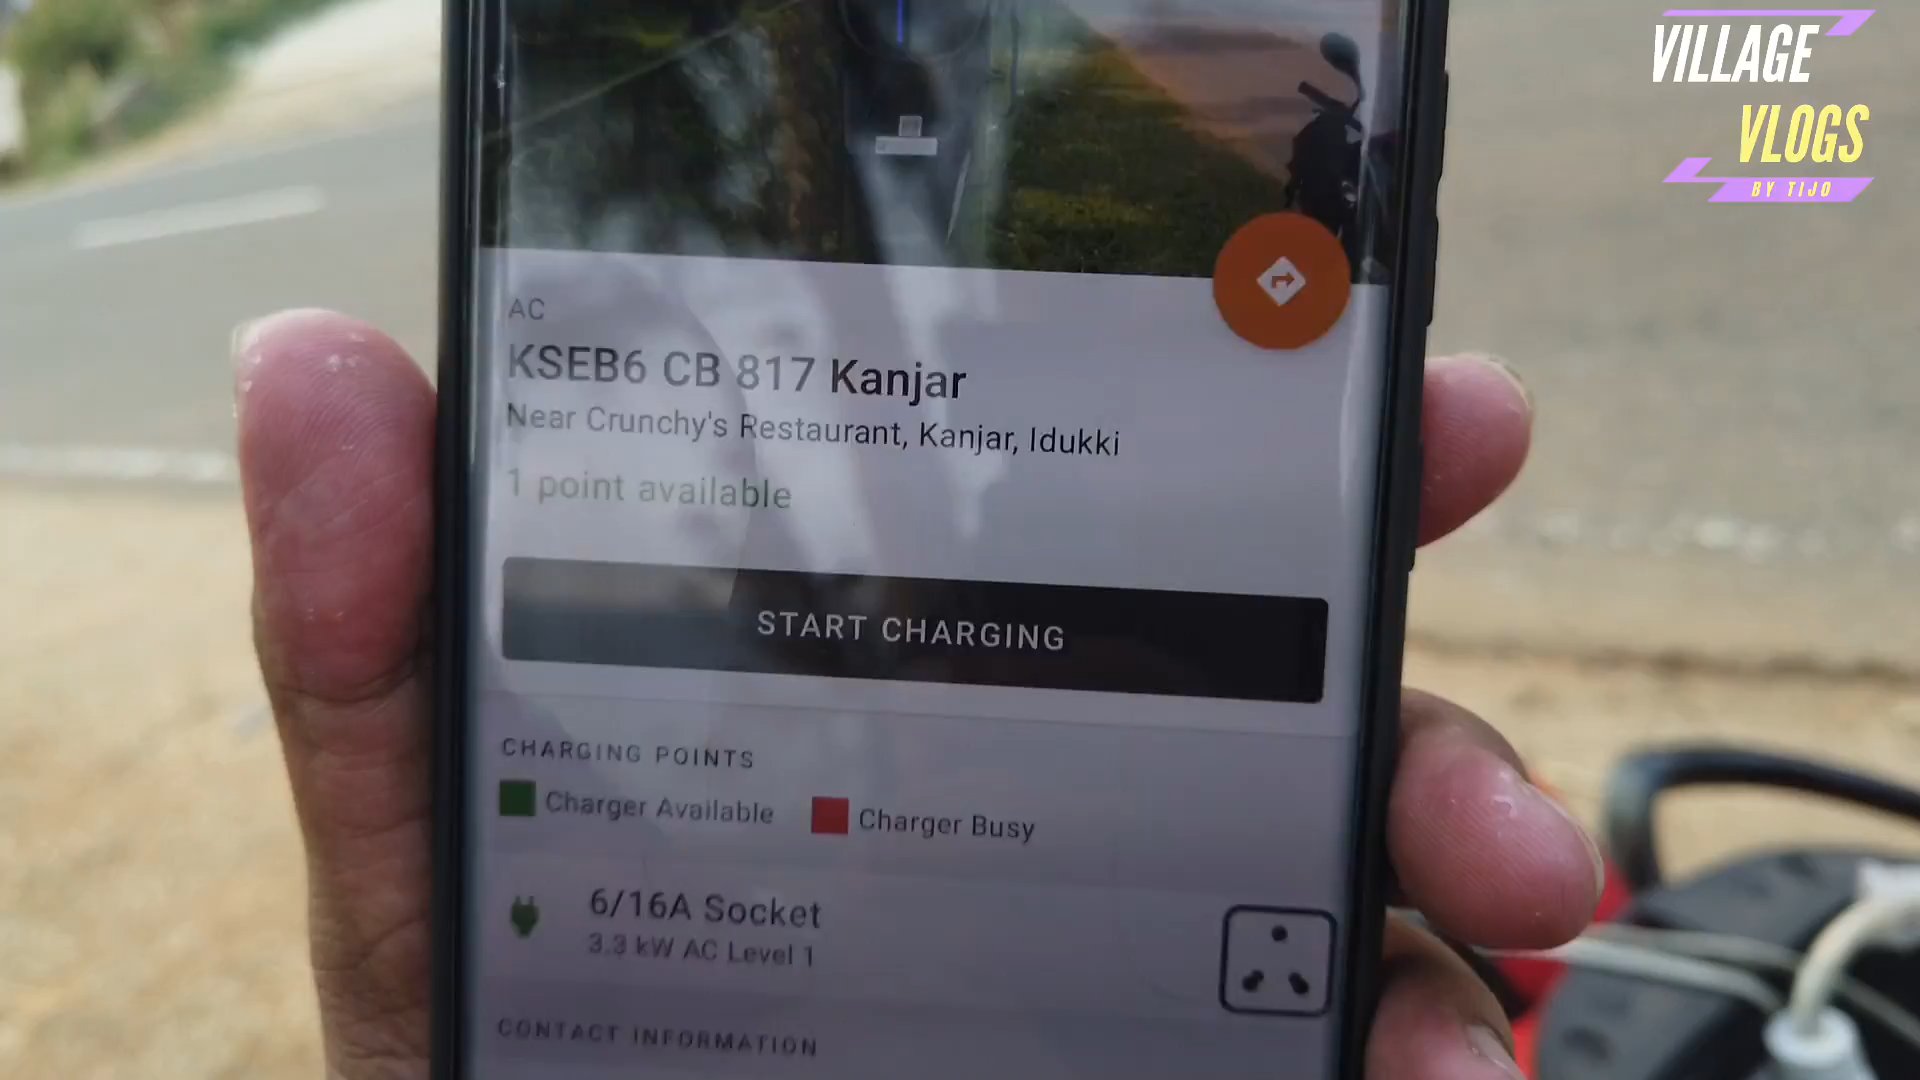 VILLAGE
VLOGS
BY TIJO
AC
KSEB6 CB 817 Kanjar
Near Crunchy's Restaurant, Kanjar, Idukki
1 point available
START CHARGING
CHARGING POINTS
Charger Available Charger Busy
6/16A Socket
3.3 kW AC Level 1
CONTACT INFORMATION